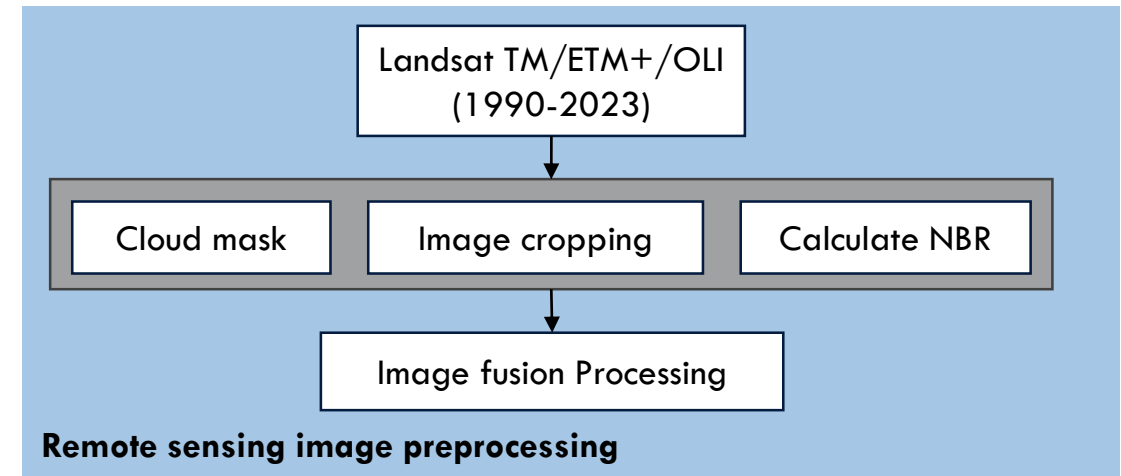 Landsat TM/ETM+/OLI
(1990-2023)
Cloud mask
Image cropping
Calculate NBR
Image fusion Processing
Remote sensing image preprocessing